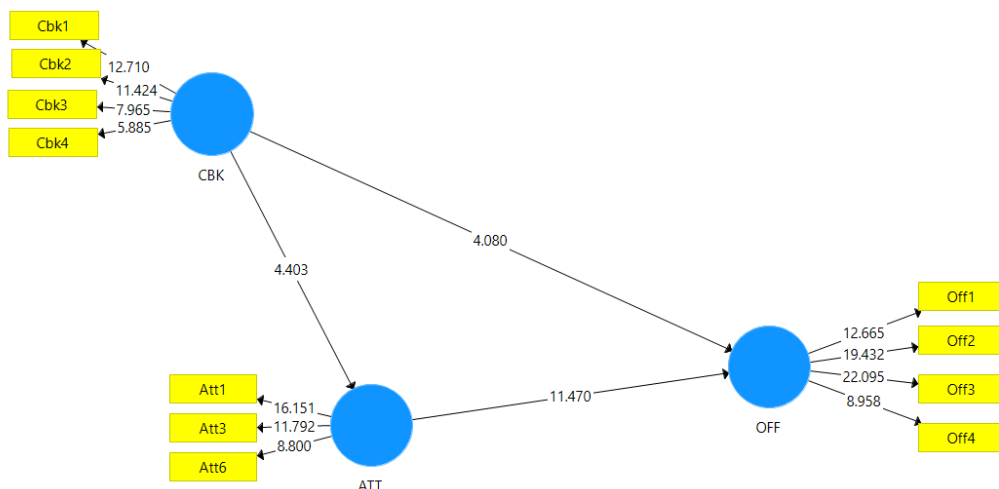 Cbk1
Cbk2
Cbk3
Cbk4
12.710
11.424
7.965
5.885
CBK
4.080
4.403
Off1
Off2
Off3
Off4
12.665
19.432
22.095
8.958
OFF
11.470
Att1
Att3
Att6
16.151
11.792
8.800
ATT